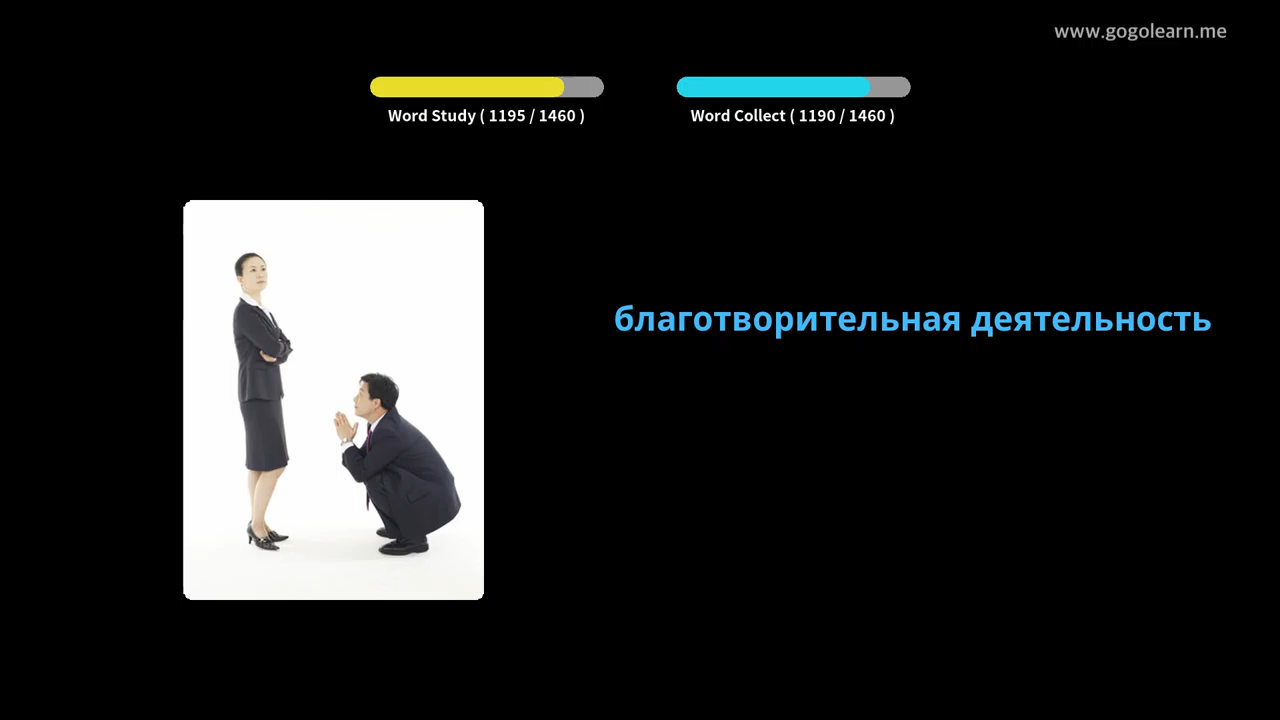 www.gogolearn.me
Word Study ( 1195 / 1460 )
Word Collect ( 1190 / 1460 )
благотворительная деятельность